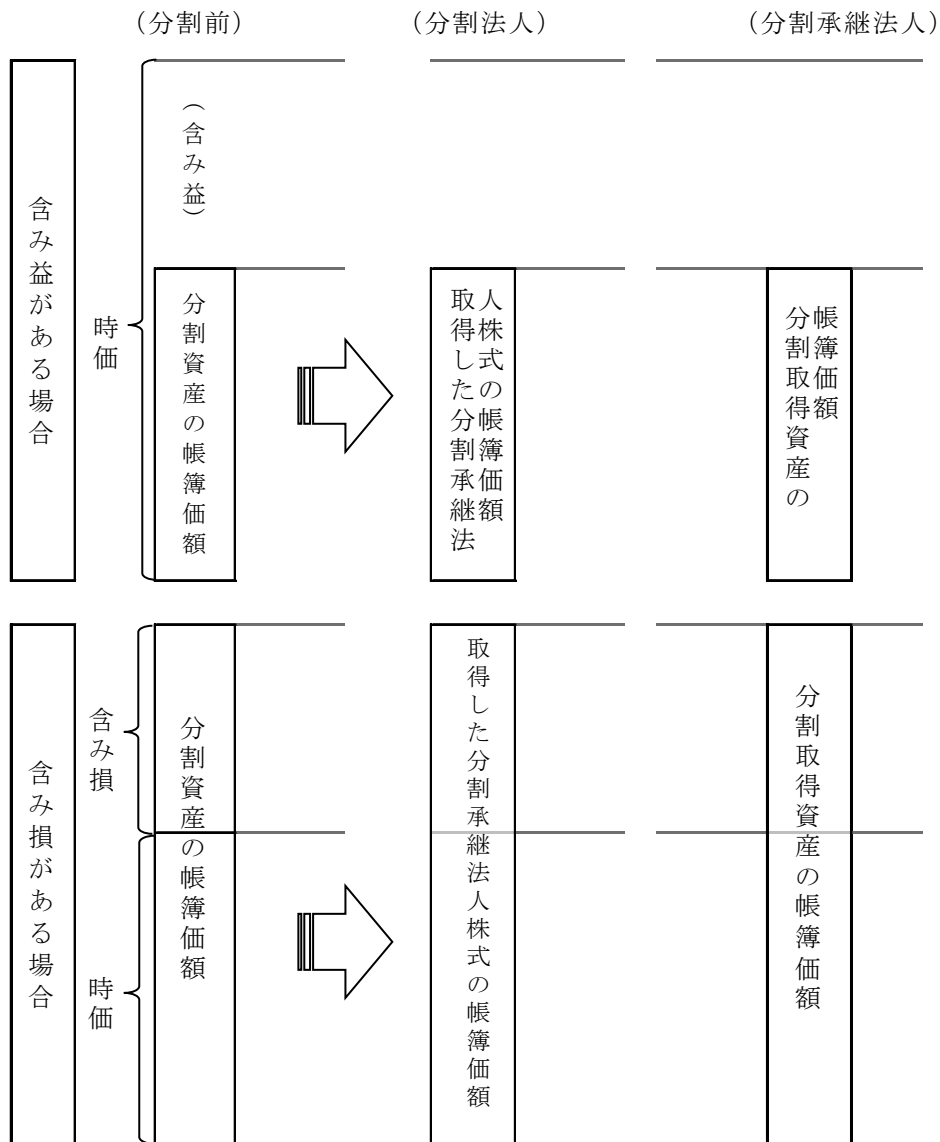 （分割前）
（分割法人）
（分割承継法人）
含み益がある場合
時価
（含み益）
分割資産の帳簿価額
取得した分割承継法
人株式の帳簿価額
分割取得資産の
帳簿価額
含み損がある場合
含み損
時価
分割資産の帳簿価額
取得した分割承継法人株式の帳簿価額
分割取得資産の帳簿価額